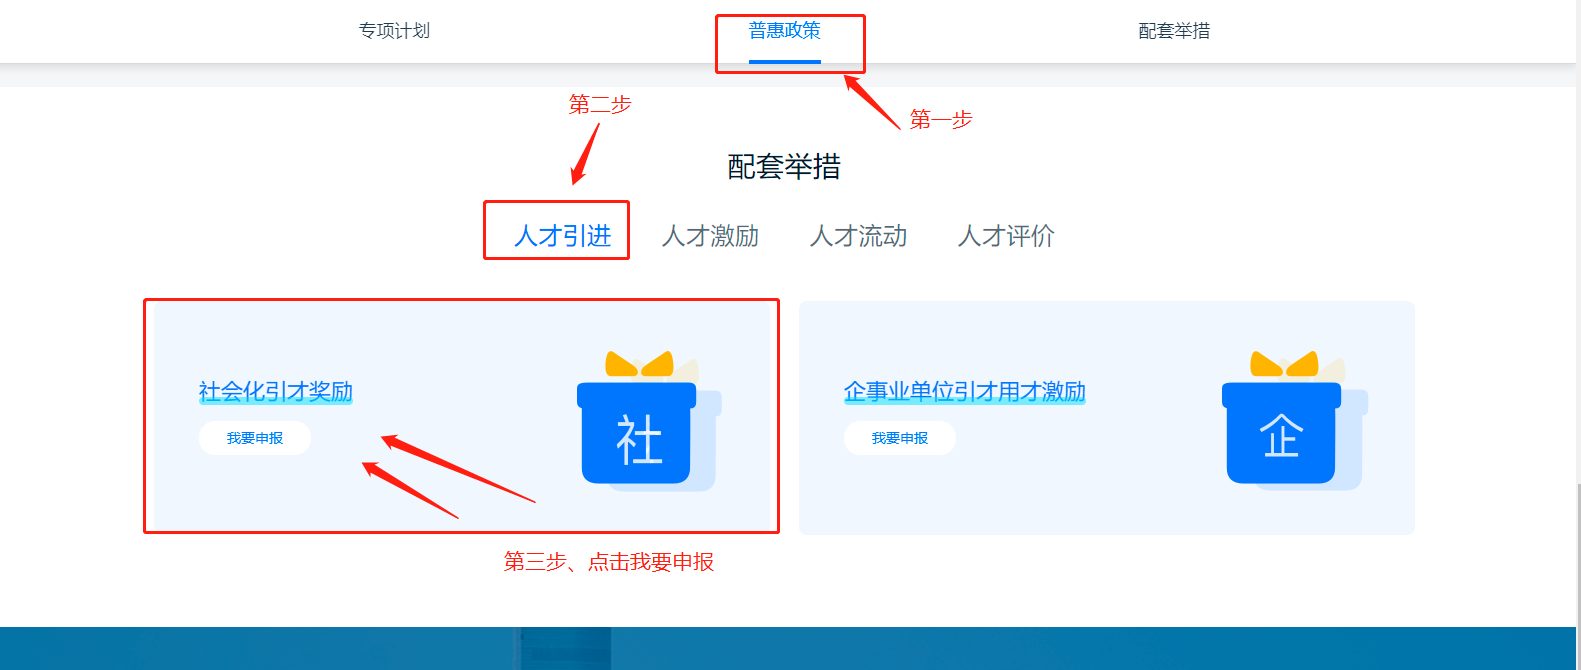 专项计划
普惠政策
配套举措
第二步
第一步
配套举措
人才引进
人才激励
人才流动
人才评价
社会化引才奖励
我要申报
社
企事业单位引才用才激励
我要申报
企
第三步、点击我要申报